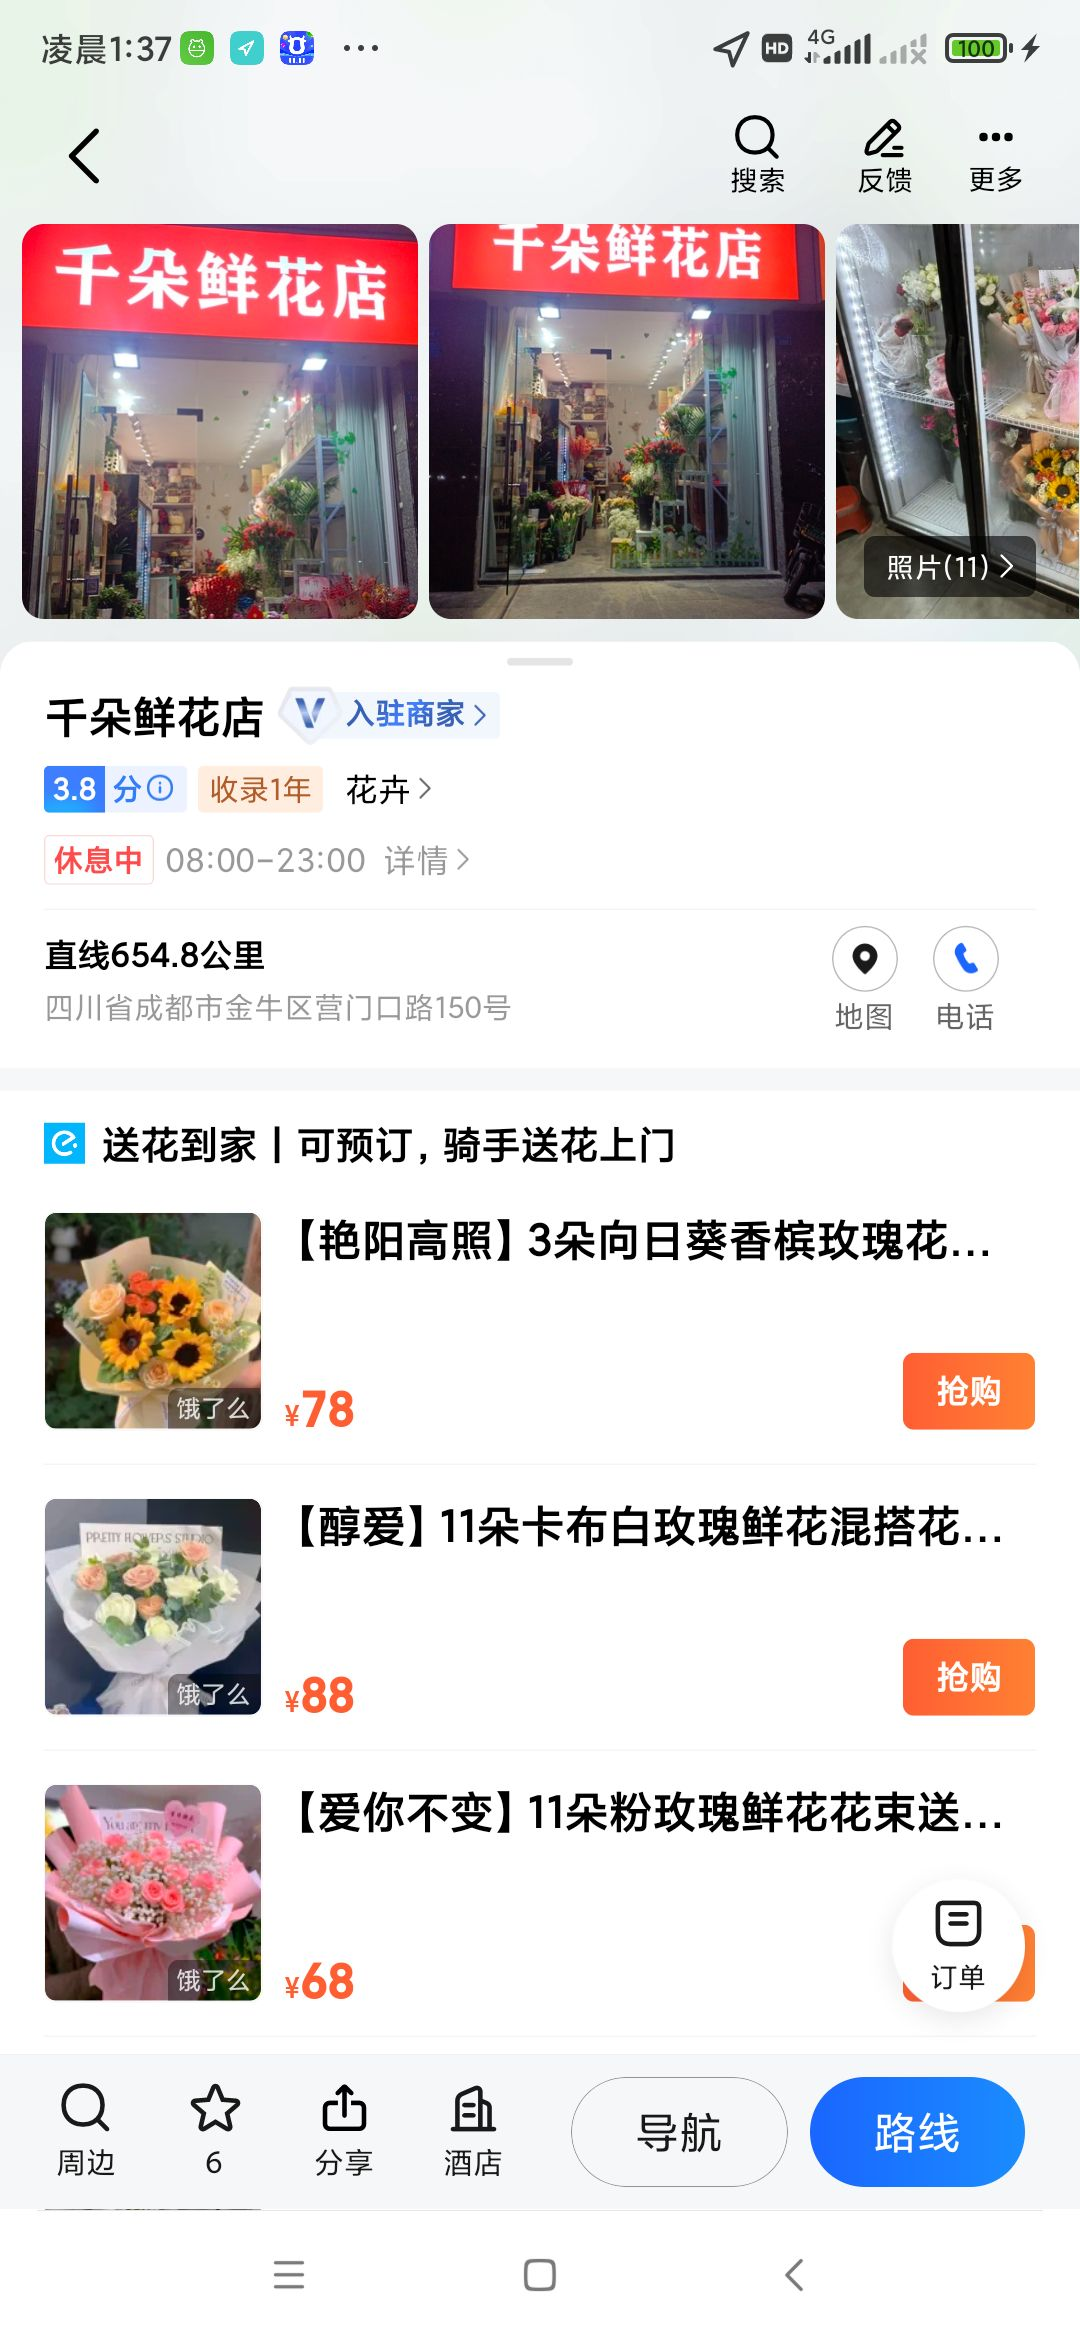 凌晨1:37
HD 4G 100
搜索 反馈 更多
千朵鲜花店
千朵鲜花店
照片(11)
千朵鲜花店 V 入驻商家
3.8分 收录1年 花卉
休息中 08:00-23:00 详情
直线654.8公里
四川省成都市金牛区营门口路150号
地图 电话
送花到家 | 可预订，骑手送花上门
【艳阳高照】3朵向日葵香槟玫瑰花...
饿了么
¥78
抢购
【醇爱】11朵卡布白玫瑰鲜花混搭花...
PRETTY FLOWERS STUDIO
饿了么
¥88
抢购
【爱你不变】11朵粉玫瑰鲜花花束送...
饿了么
¥68
订单
周边 6 分享 酒店 导航 路线